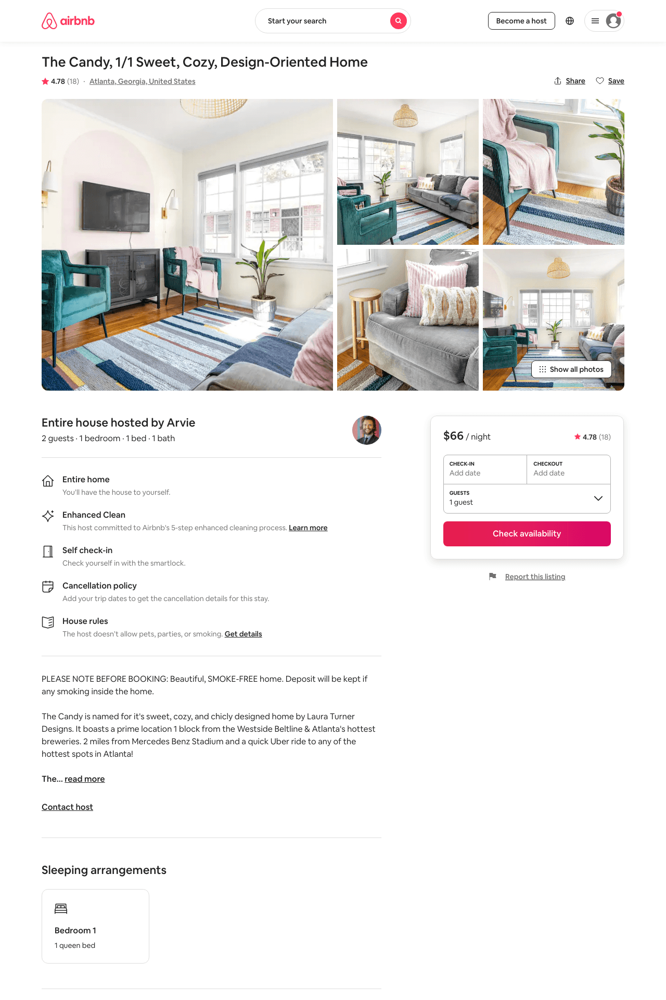 airbnb
Start your search
Become a host
The Candy, 1/1 Sweet, Cozy, Design-Oriented Home
4.78 (18) · Atlanta, Georgia, United States
Share
Save
Show all photos
Entire house hosted by Arvie
2 guests · 1 bedroom · 1 bed · 1 bath
Entire home
You’ll have the house to yourself.
Enhanced Clean
This host committed to Airbnb's 5-step enhanced cleaning process. Learn more
Self check-in
Check yourself in with the smartlock.
Cancellation policy
Add your trip dates to get the cancellation details for this stay.
House rules
The host doesn’t allow pets, parties, or smoking. Get details
PLEASE NOTE BEFORE BOOKING: Beautiful, SMOKE-FREE home. Deposit will be kept if
any smoking inside the home.
The Candy is named for it's sweet, cozy, and chicly designed home by Laura Turner
Designs. It boasts a prime location 1 block from the Westside Beltline & Atlanta's hottest
breweries. 2 miles from Mercedes Benz Stadium and a quick Uber ride to any of the
hottest spots in Atlanta!
The... read more
Contact host
Sleeping arrangements
Bedroom 1
1 queen bed
$66 / night
4.78 (18)
CHECK-IN
Add date
CHECKOUT
Add date
GUESTS
1 guest
Check availability
Report this listing